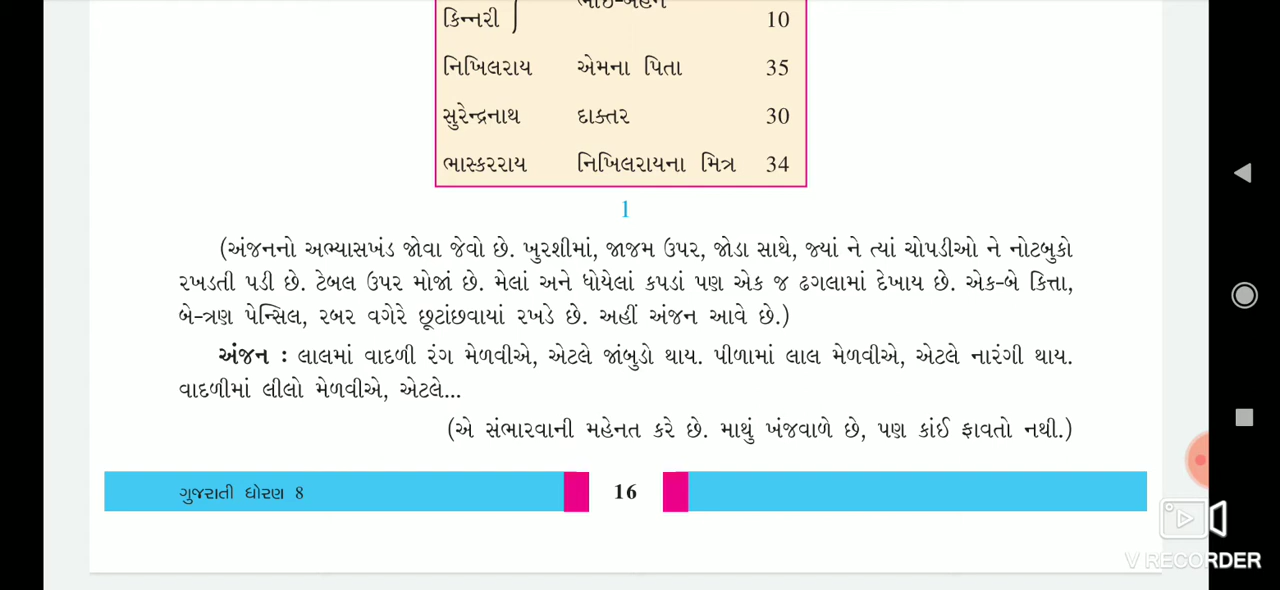 ભાઈ-બહેન
કિન્નરી 10
નિખિલરાય એમના પિતા 35
સુરેન્દ્રનાથ દાક્તર 30
ભાસ્કરરાય નિખિલરાયના મિત્ર 34
1
(અંજનનો અભ્યાસખંડ જોવા જેવો છે. ખુરશીમાં, જાજમ ઉપર, જોડા સાથે, જ્યાં ને ત્યાં ચોપડીઓ ને નોટબુકો
રખડતી પડી છે. ટેબલ ઉપર મોજાં છે. મેલાં અને ધોયેલાં કપડાં પણ એક જ ઢગલામાં દેખાય છે. એક-બે કિત્તા,
બે-ત્રણ પેન્સિલ, રબર વગેરે છૂટાંછવાયાં રખડે છે. અહીં અંજન આવે છે.)
અંજન : લાલમાં વાદળી રંગ મેળવીએ, એટલે જાંબુડો થાય. પીળામાં લાલ મેળવીએ, એટલે નારંગી થાય.
વાદળીમાં લીલો મેળવીએ, એટલે...
(એ સંભારવાની મહેનત કરે છે. માથું ખંજવાળે છે, પણ કાંઈ ફાવતો નથી.)
ગુજરાતી ધોરણ 8 16
V RECORDER